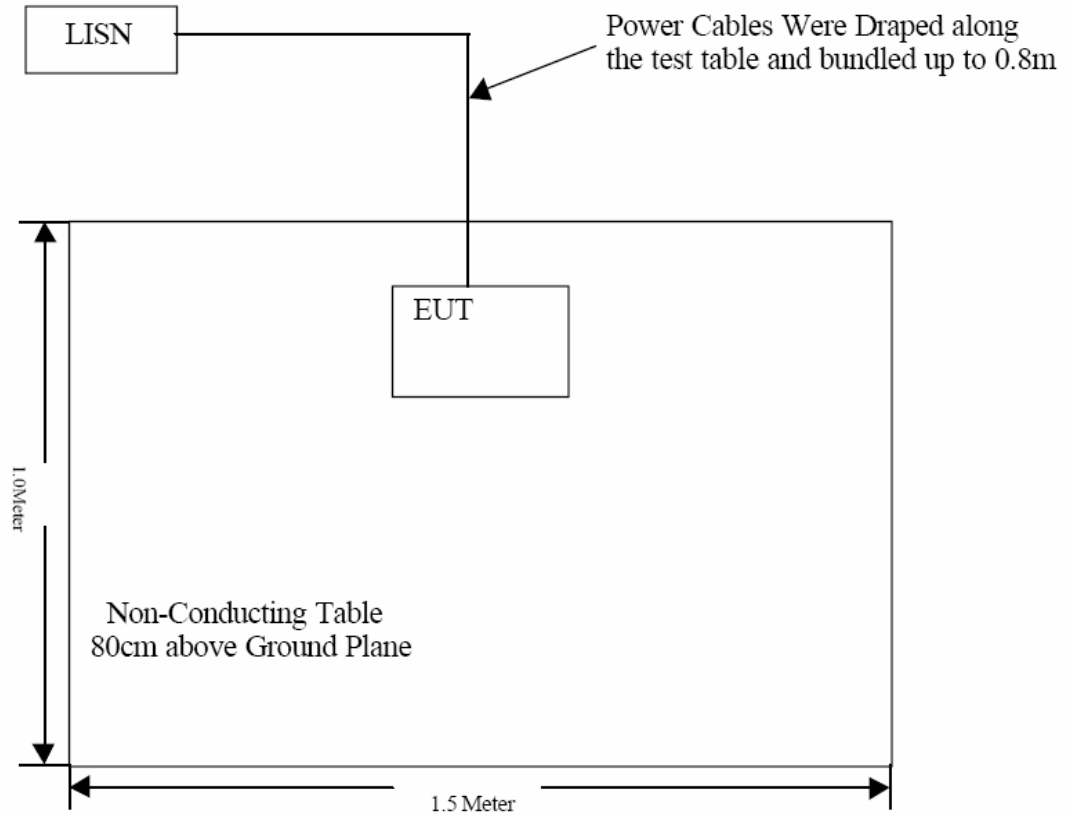 LISN
Power Cables Were Draped along
the test table and bundled up to 0.8m
EUT
1.0Meter
Non-Conducting Table
80cm above Ground Plane
1.5 Meter